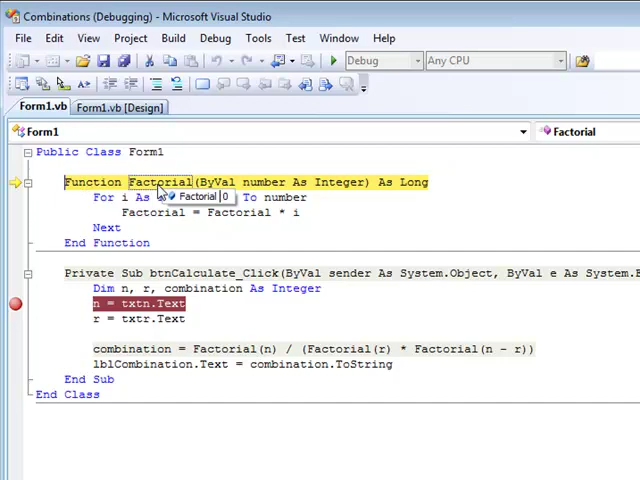 Combinations (Debugging) - Microsoft Visual Studio
File Edit View Project Build Debug Data Tools Test Window Help
Debug Any CPU
Form1.vb Form1.vb [Design]
Form1 Factorial
Public Class Form1
Function Factorial(ByVal number As Integer) As Long
For i As To number
Factorial 0
Factorial = Factorial * i
Next
End Function
Private Sub btnCalculate_Click(ByVal sender As System.Object, ByVal e As System.E
Dim n, r, combination As Integer
n = txtn.Text
r = txtr.Text
combination = Factorial(n) / (Factorial(r) * Factorial(n - r))
lblCombination.Text = combination.ToString
End Sub
End Class